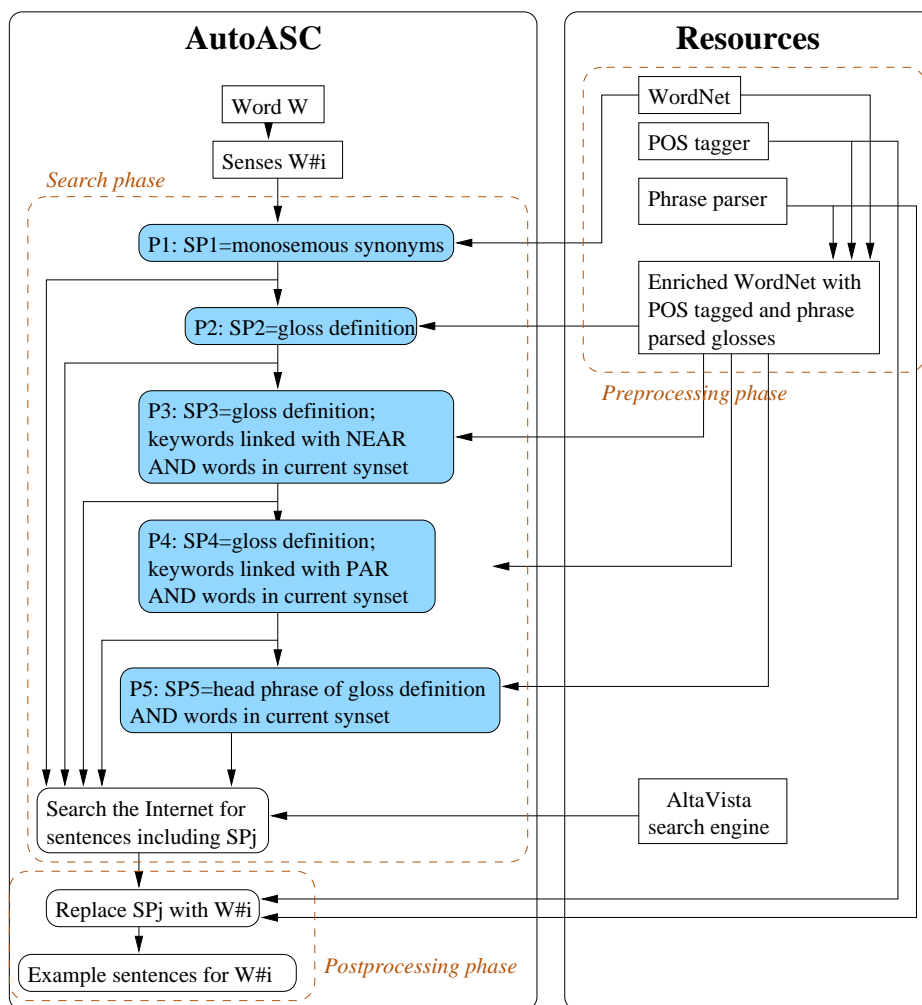 AutoASC
Word W
Senses W#i
Search phase
P1: SP1=monosemous synonyms
P2: SP2=gloss definition
P3: SP3=gloss definition;
keywords linked with NEAR
AND words in current synset
P4: SP4=gloss definition;
keywords linked with PAR
AND words in current synset
P5: SP5=head phrase of gloss definition
AND words in current synset
Search the Internet for
sentences including SPj
Replace SPj with W#i
Example sentences for W#i
Postprocessing phase
Resources
WordNet
POS tagger
Phrase parser
Enriched WordNet with
POS tagged and phrase
parsed glosses
Preprocessing phase
AltaVista
search engine